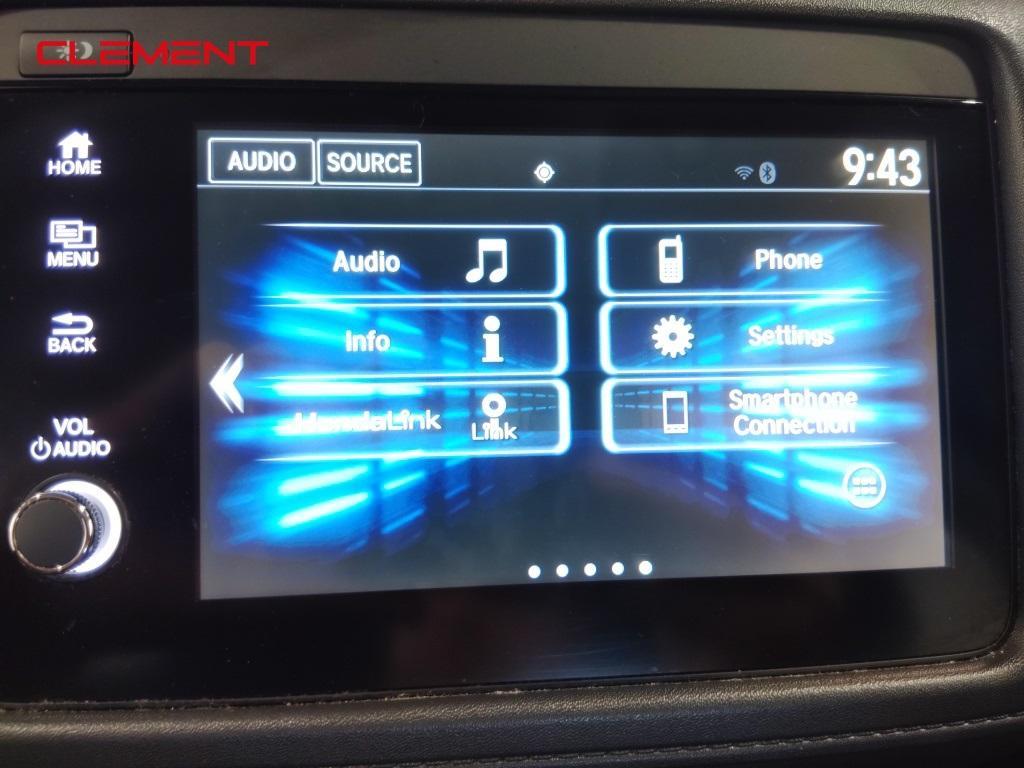 CLEMENT
HOME
MENU
BACK
VOL
AUDIO
AUDIO SOURCE
9:43
Audio
Phone
Info
Settings
HondaLink
Link
Smartphone
Connection